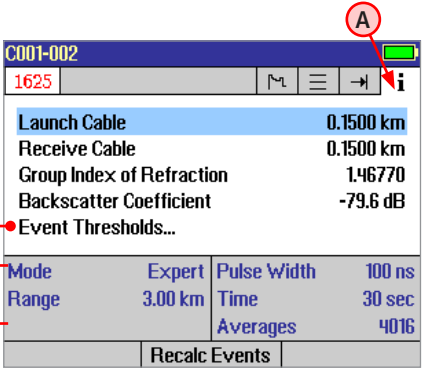 A
C001-002
1625 i
Launch Cable 0.1500 km
Receive Cable 0.1500 km
Group Index of Refraction 1.46770
Backscatter Coefficient -79.6 dB
Event Thresholds...
Mode Expert Pulse Width 100 ns
Range 3.00 km Time 30 sec
Averages 4016
Recalc Events